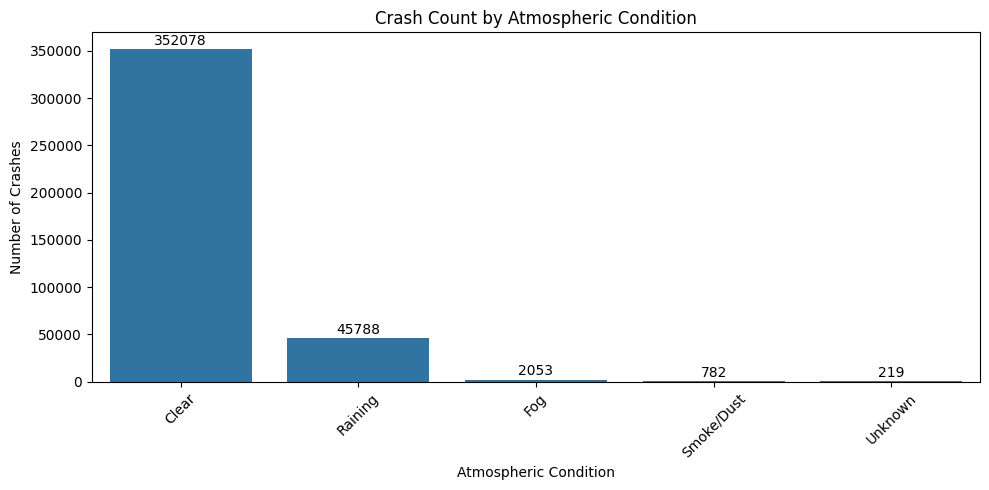 Crash Count by Atmospheric Condition
Number of Crashes
350000
300000
250000
200000
150000
100000
50000
0
352078
45788
2053
782
219
Clear
Raining
Fog
Smoke/Dust
Unknown
Atmospheric Condition